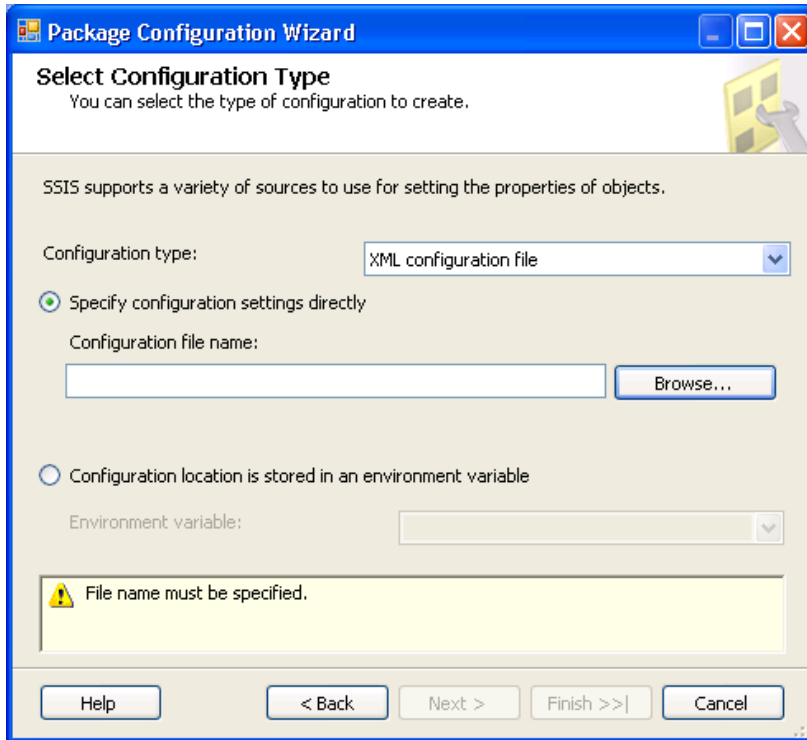 Package Configuration Wizard
Select Configuration Type
You can select the type of configuration to create.
SSIS supports a variety of sources to use for setting the properties of objects.
Configuration type:
XML configuration file
Specify configuration settings directly
Configuration file name:
Browse...
Configuration location is stored in an environment variable
Environment variable:
File name must be specified.
Help
< Back
Next >
Finish >>|
Cancel